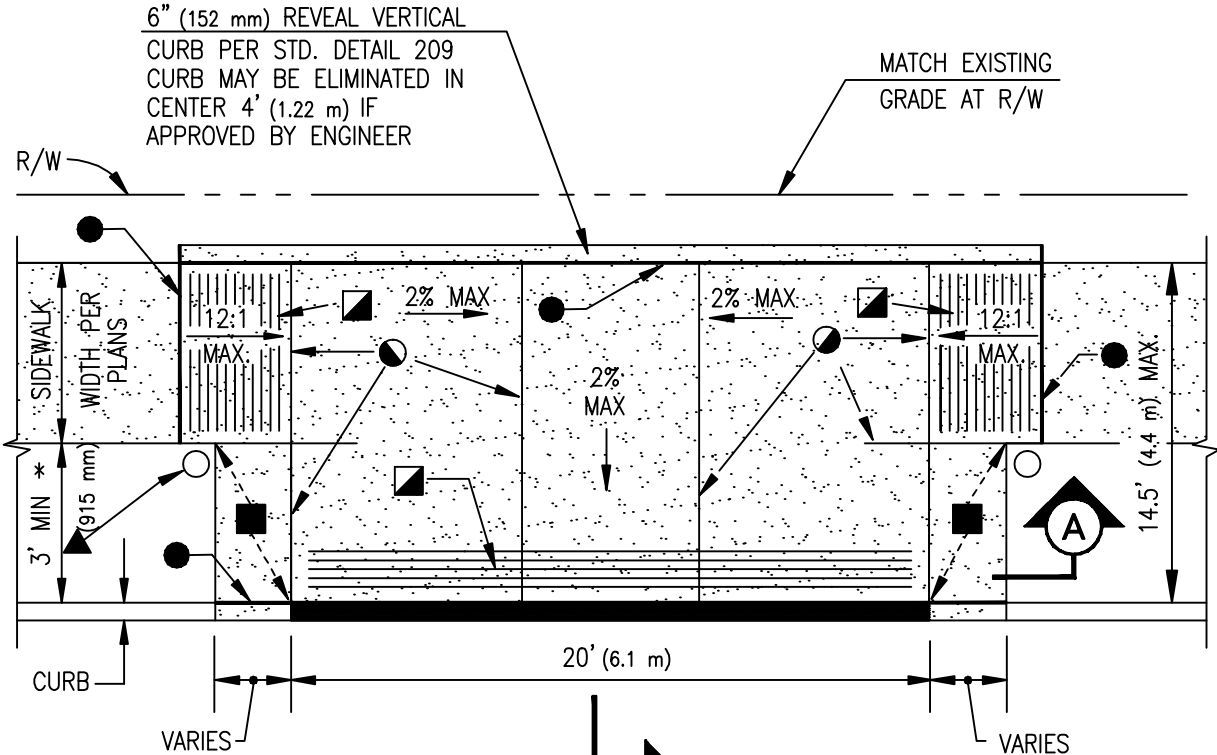 6" (152 mm) REVEAL VERTICAL
CURB PER STD. DETAIL 209
CURB MAY BE ELIMINATED IN
CENTER 4' (1.22 m) IF
APPROVED BY ENGINEER
MATCH EXISTING
GRADE AT R/W
R/W
SIDEWALK
WIDTH PER
PLANS
12:1
MAX.
2% MAX
2%
MAX
2% MAX
12:1
MAX.
3' MIN *
(915 mm)
14.5' (4.4 m) MAX
A
CURB
20' (6.1 m)
VARIES
VARIES